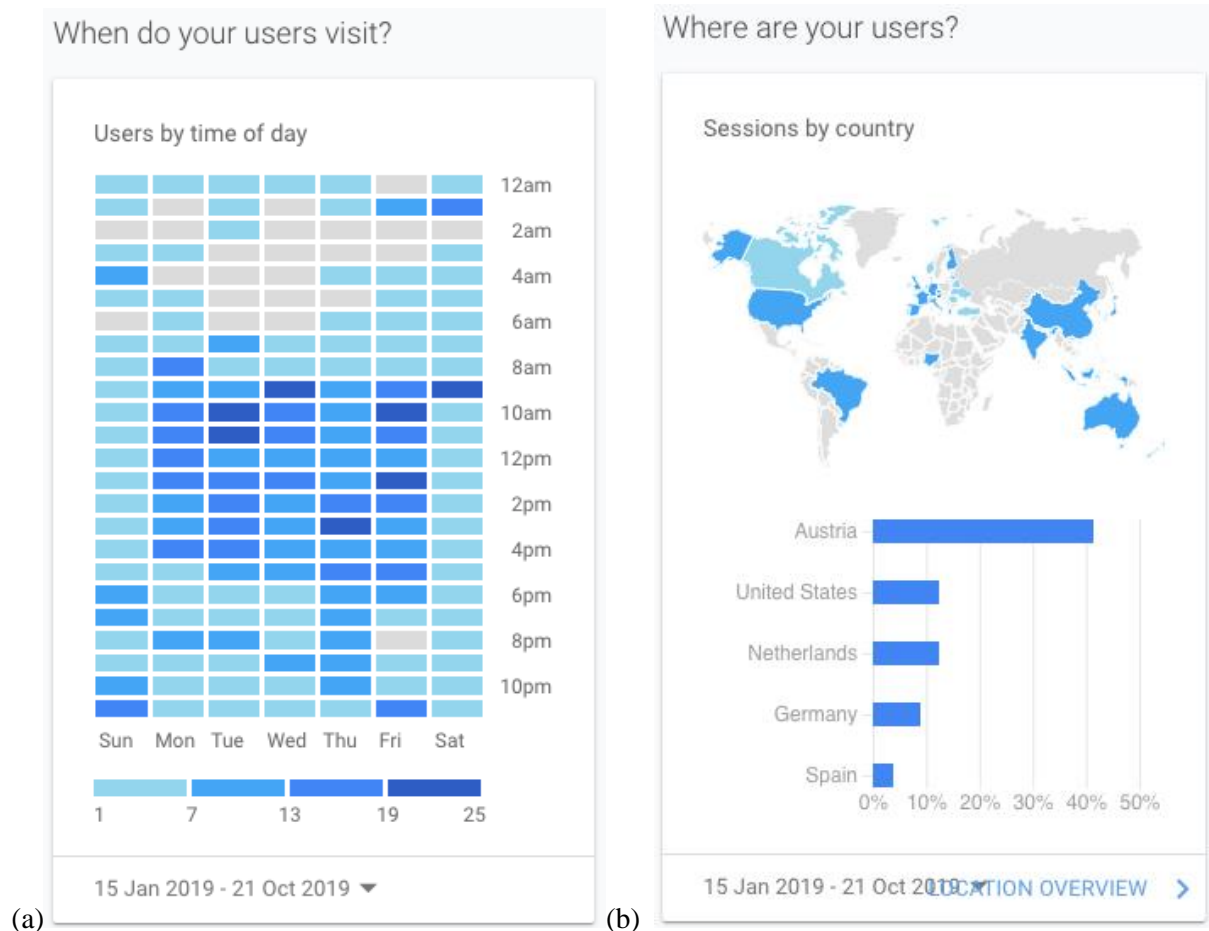 When do your users visit?
Users by time of day
12am
2am
4am
6am
8am
10am
12pm
2pm
4pm
6pm
8pm
10pm
Sun Mon Tue Wed Thu Fri Sat
1 7 13 19 25
15 Jan 2019 - 21 Oct 2019
(a)
Where are your users?
Sessions by country
Austria
United States
Netherlands
Germany
Spain
0% 10% 20% 30% 40% 50%
15 Jan 2019 - 21 Oct 2019 LOCATION OVERVIEW
(b)